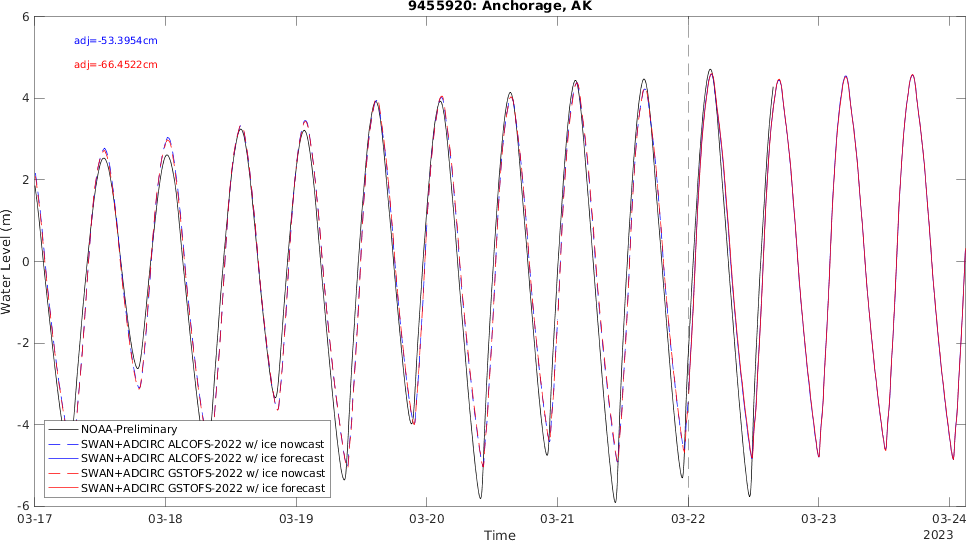 9455920: Anchorage, AK
6
adj=-53.3954cm
adj=-66.4522cm
4
2
0
-2
-4
-6
Water Level (m)
NOAA-Preliminary
SWAN+ADCIRC ALCOFS-2022 w/ ice nowcast
SWAN+ADCIRC ALCOFS-2022 w/ ice forecast
SWAN+ADCIRC GSTOFS-2022 w/ ice nowcast
SWAN+ADCIRC GSTOFS-2022 w/ ice forecast
03-17 03-18 03-19 03-20 03-21 03-22 03-23 03-24
Time
2023